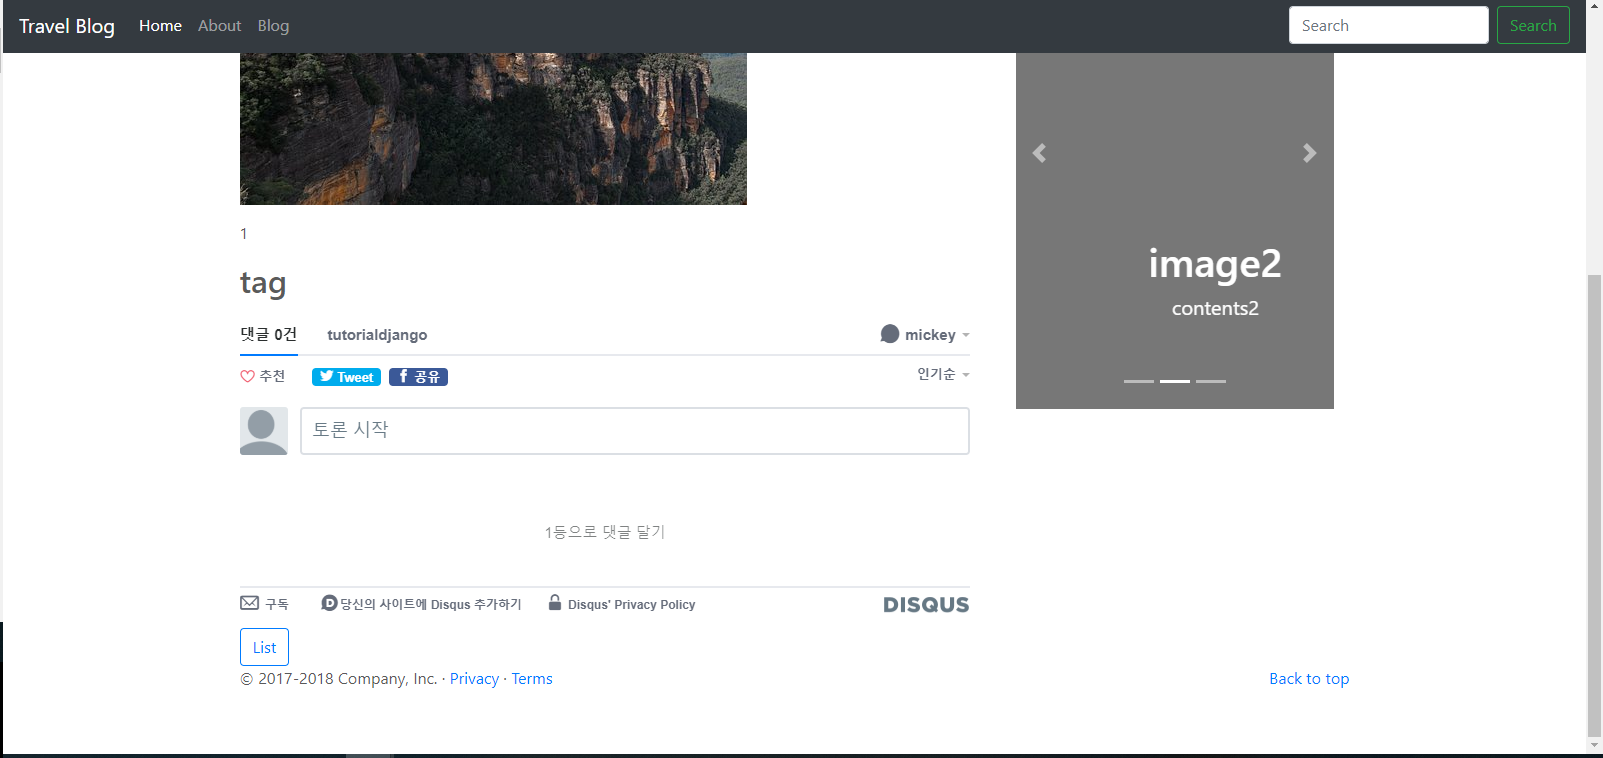 Travel Blog Home About Blog Search Search
1
tag
image2
contents2
댓글 0건 tutorialdjango mickey
추천 Tweet 공유 인기순
토론 시작
1등으로 댓글 달기
구독 당신의 사이트에 Disqus 추가하기 Disqus' Privacy Policy DISQUS
List
© 2017-2018 Company, Inc. · Privacy · Terms Back to top